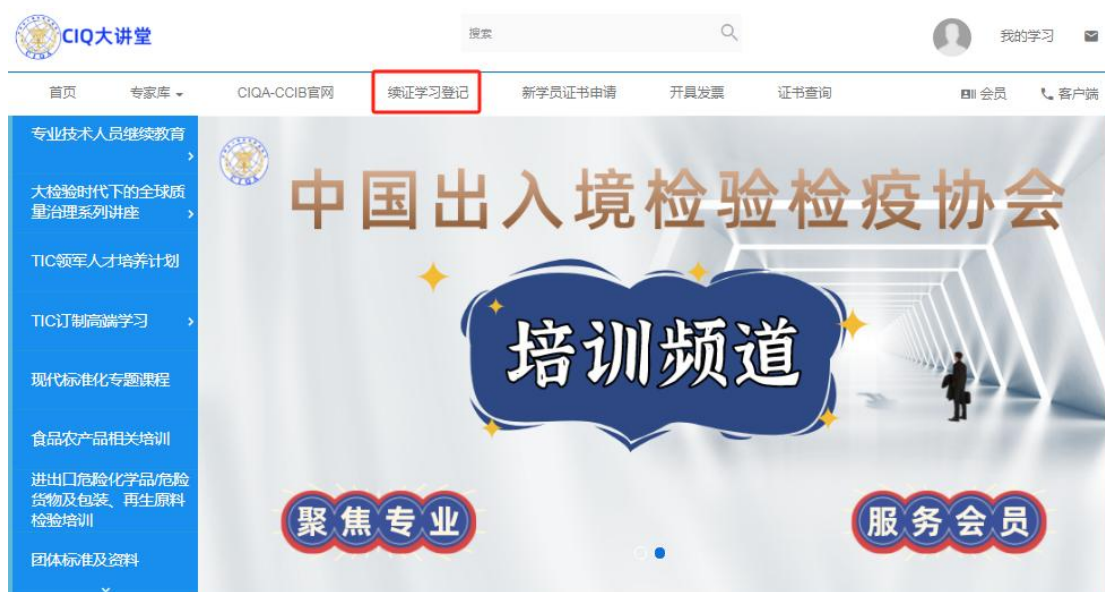 CIQ大讲堂
搜索
我的学习
首页
专家库
CIQA-CCIB官网
续证学习登记
新学员证书申请
开具发票
证书查询
会员
客户端
专业技术人员继续教育
大检验时代下的全球质
量治理系列讲座
TIC领军人才培养计划
TIC订制高端学习
现代标准化专题课程
食品农产品相关培训
进出口危险化学品/危险
货物及包装、再生原料
检验培训
团体标准及资料
中国出入境检验检疫协会
培训频道
聚焦专业
服务会员